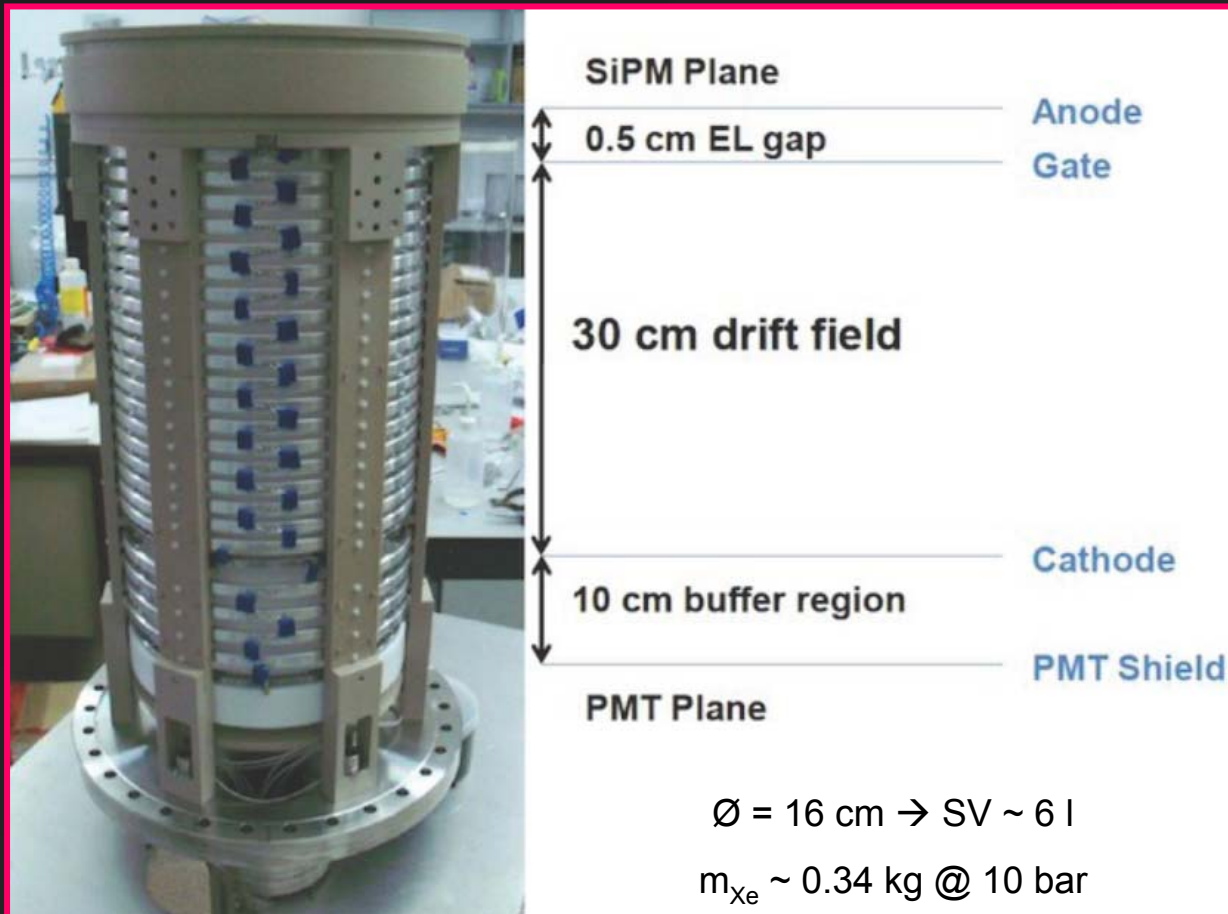 SiPM Plane
Anode
0.5 cm EL gap
Gate
30 cm drift field
Cathode
10 cm buffer region
PMT Shield
PMT Plane
Ø = 16 cm → SV ~ 6 l
mXe ~ 0.34 kg @ 10 bar